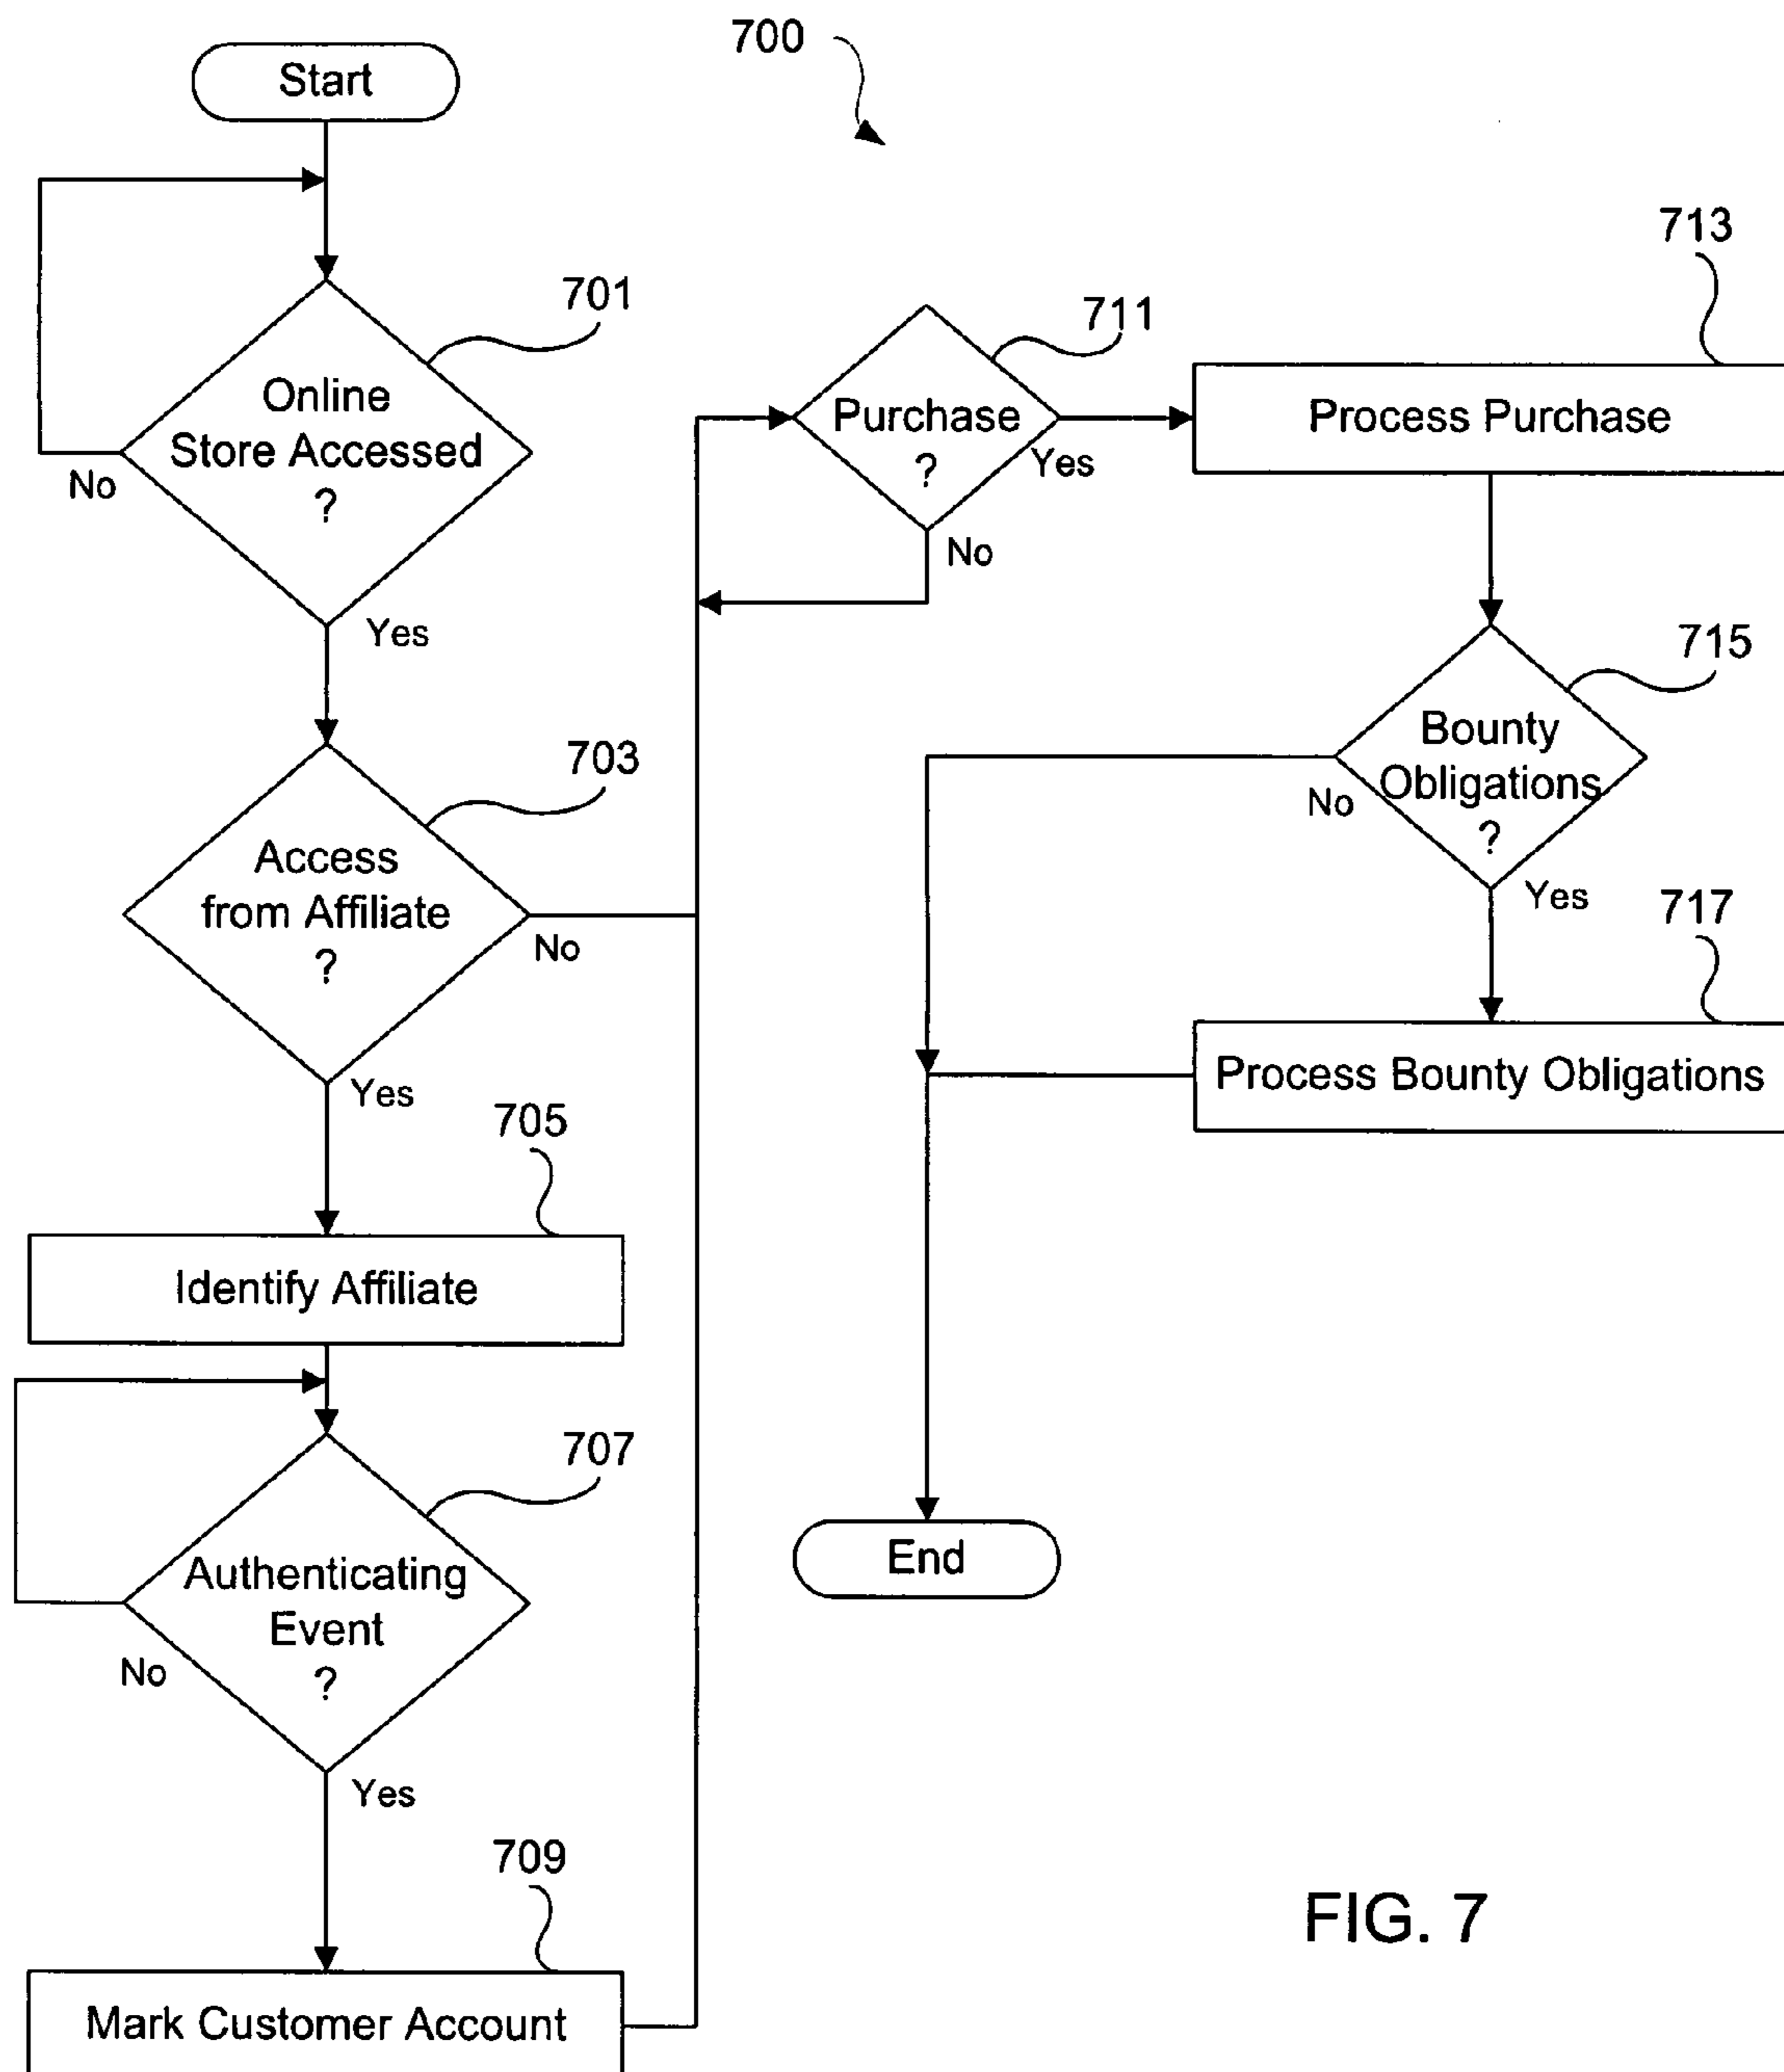 700
Start
701
Online
Store Accessed
?
No
Yes
703
Access
from Affiliate
?
No
Yes
705
Identify Affiliate
707
Authenticating
Event
?
No
Yes
709
Mark Customer Account
711
Purchase
?
Yes
No
713
Process Purchase
715
Bounty
Obligations
?
No
Yes
717
Process Bounty Obligations
End
FIG. 7